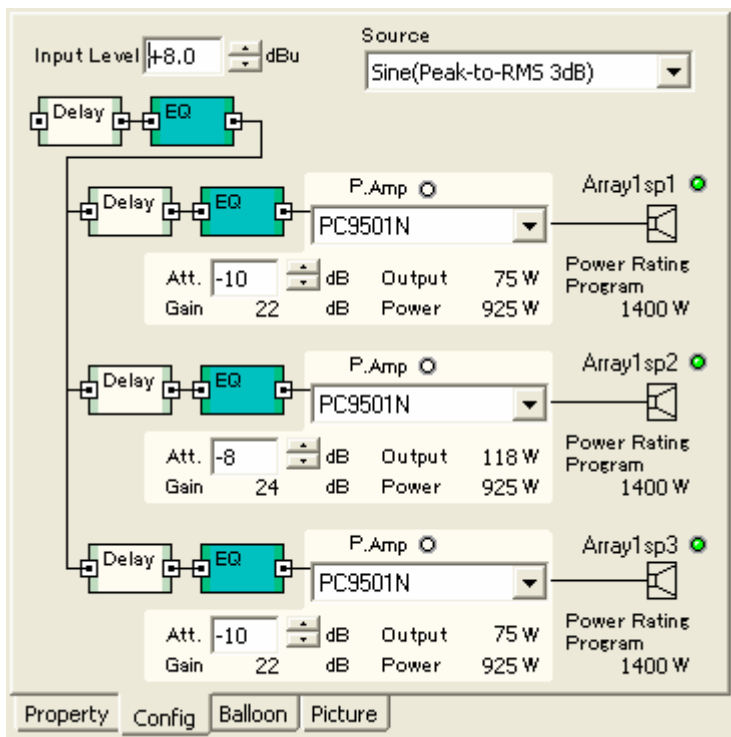 Source
Input Level +8.0 dBu
Sine(Peak-to-RMS 3dB)
Delay EQ
Delay EQ P.Amp Array1sp1
PC9501N
Att. -10 dB Output 75 W Power Rating
Program
Gain 22 dB Power 925 W 1400 W
Delay EQ P.Amp Array1sp2
PC9501N
Att. -8 dB Output 118 W Power Rating
Program
Gain 24 dB Power 925 W 1400 W
Delay EQ P.Amp Array1sp3
PC9501N
Att. -10 dB Output 75 W Power Rating
Program
Gain 22 dB Power 925 W 1400 W
Property Config Balloon Picture